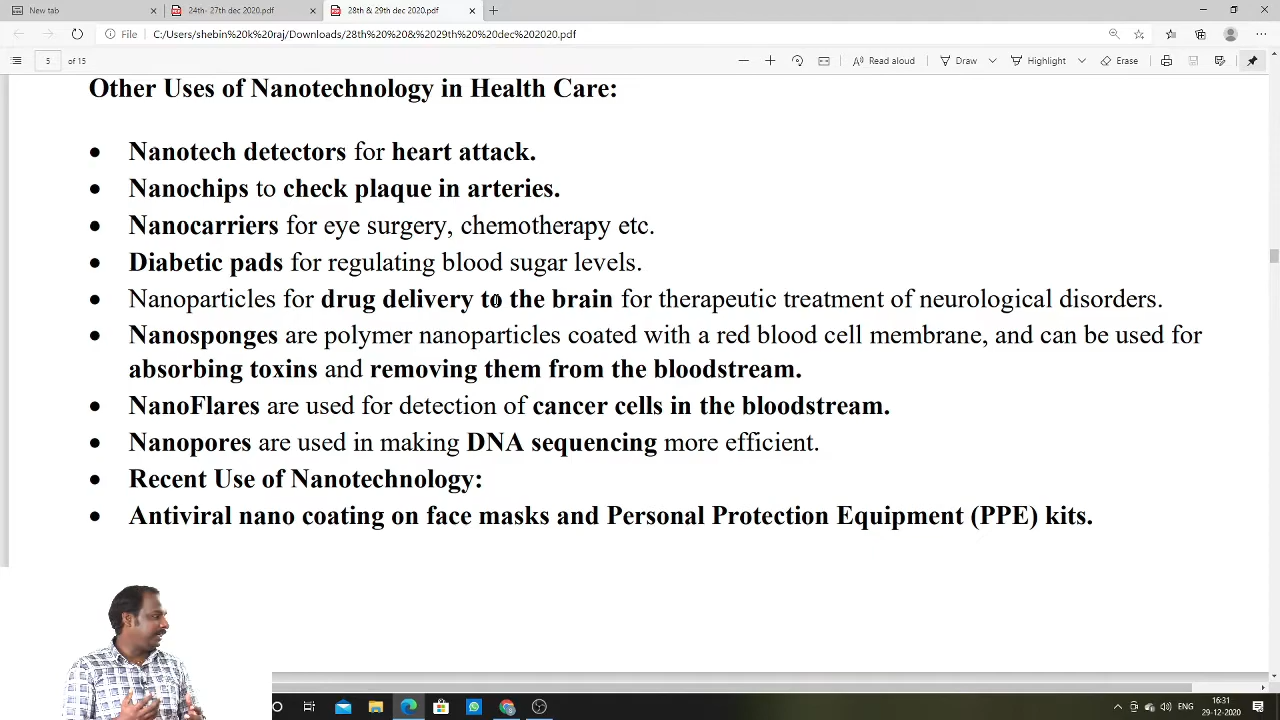 New tab
24th- 27th dec 2020.pdf
28th & 29th dec 2020.pdf
File
C:/Users/shebin%20k%20raj/Downloads/28th%20%20&%2029th%20%20dec%202020.pdf
5 of 15
Read aloud
Draw
Highlight
Erase
Other Uses of Nanotechnology in Health Care:
• Nanotech detectors for heart attack.
• Nanochips to check plaque in arteries.
• Nanocarriers for eye surgery, chemotherapy etc.
• Diabetic pads for regulating blood sugar levels.
• Nanoparticles for drug delivery to the brain for therapeutic treatment of neurological disorders.
• Nanosponges are polymer nanoparticles coated with a red blood cell membrane, and can be used for
absorbing toxins and removing them from the bloodstream.
• NanoFlares are used for detection of cancer cells in the bloodstream.
• Nanopores are used in making DNA sequencing more efficient.
• Recent Use of Nanotechnology:
• Antiviral nano coating on face masks and Personal Protection Equipment (PPE) kits.
ENG
16:31
29-12-2020